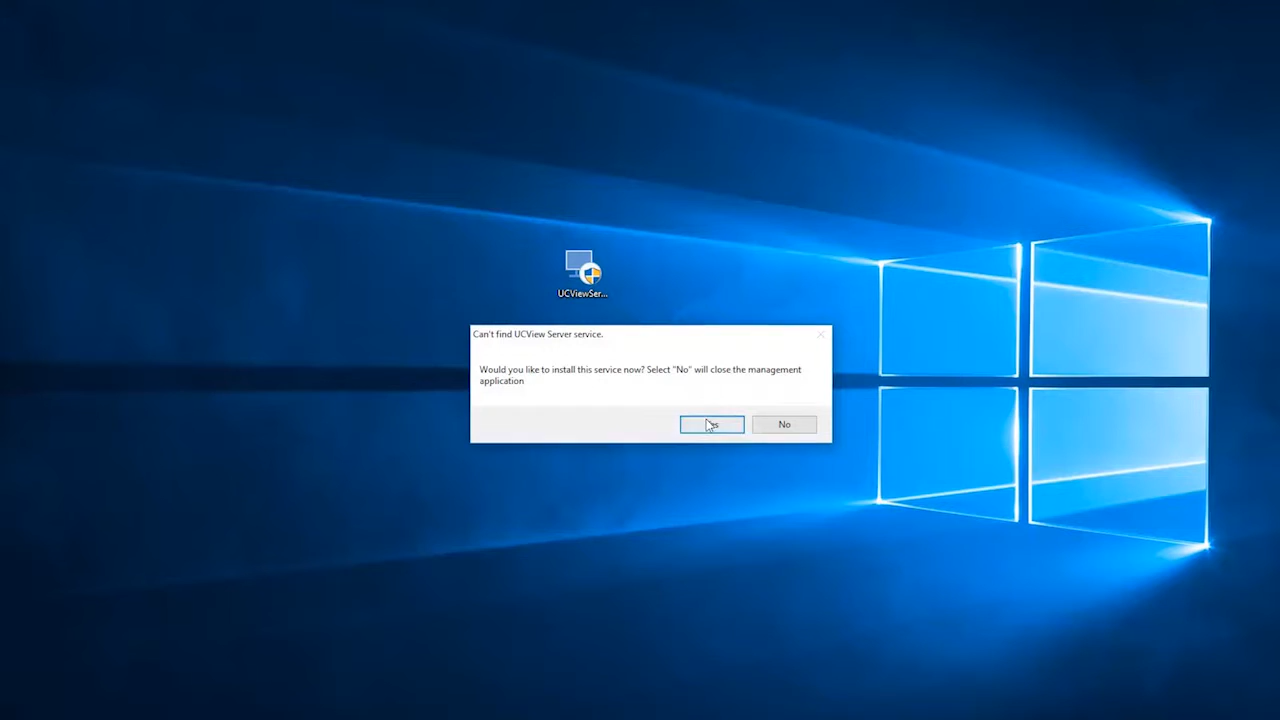 UCViewSer...
Can't find UCView Server service.
Would you like to install this service now? Select "No" will close the management
application
No